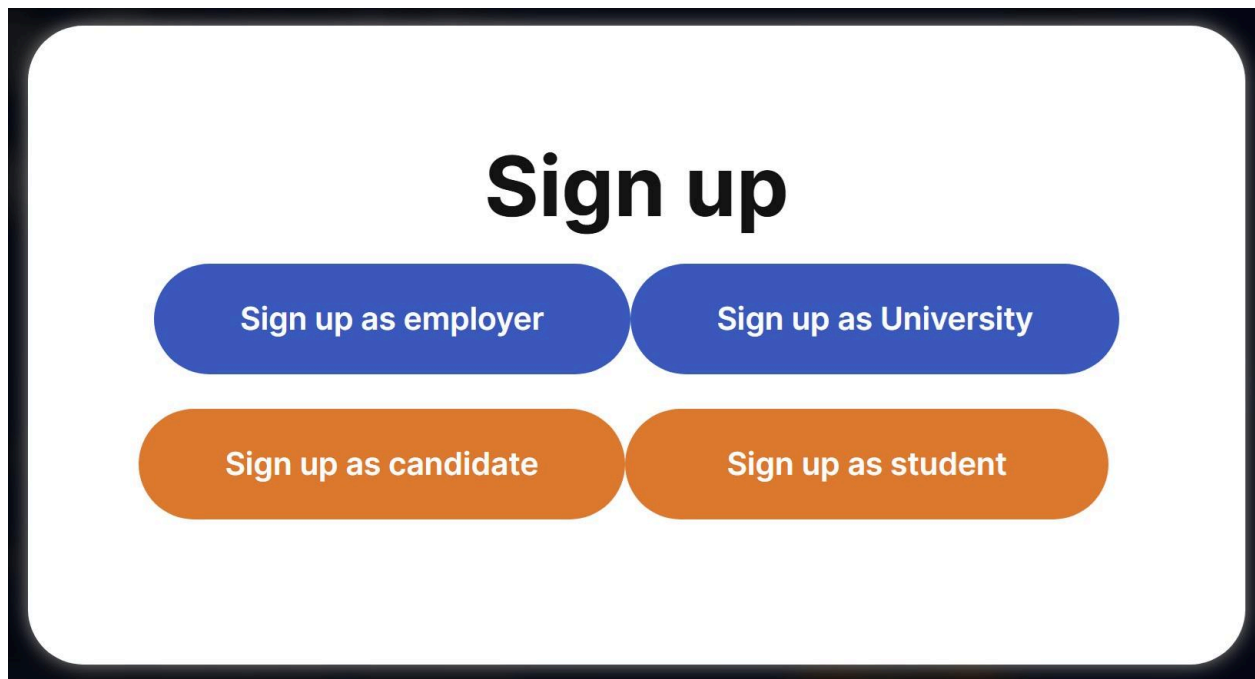 Sign up
Sign up as employer
Sign up as University
Sign up as candidate
Sign up as student